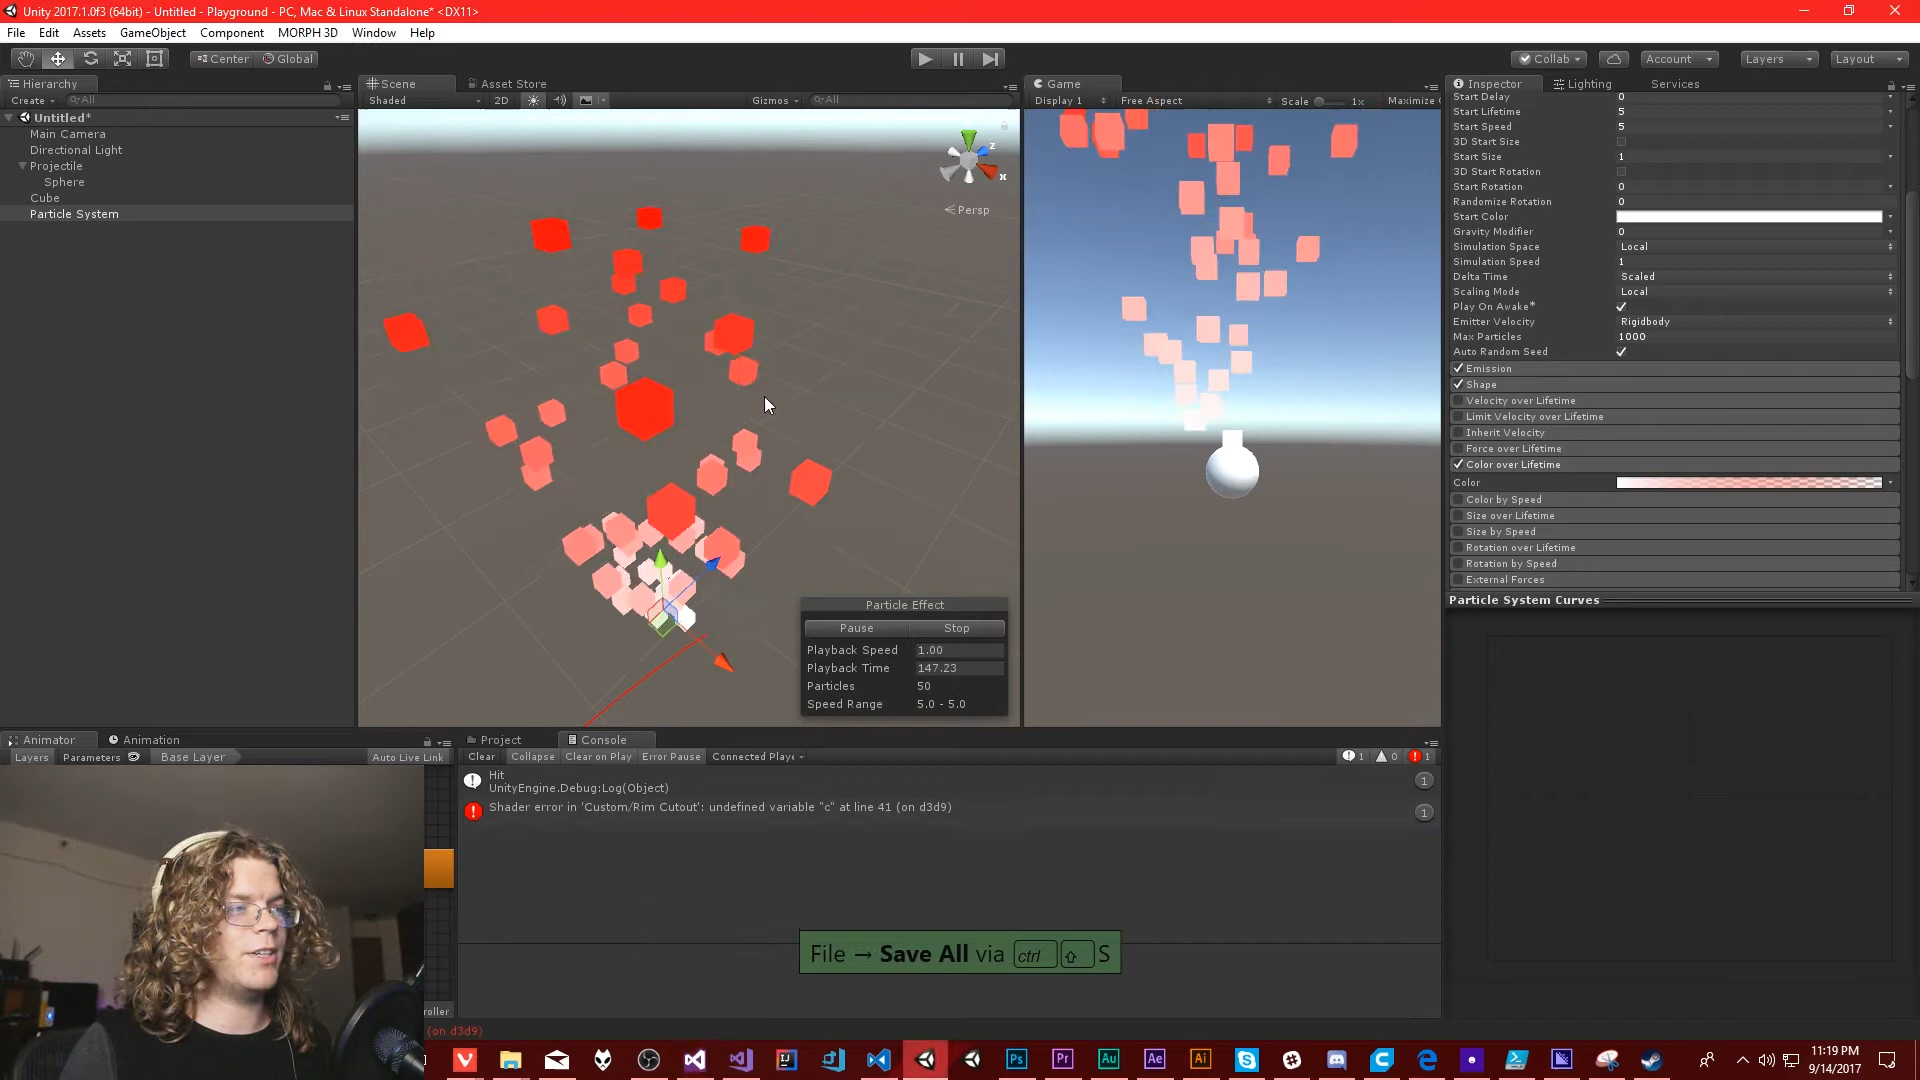 Unity 2017.1.0f3 (64bit) - Untitled - Playground - PC, Mac & Linux Standalone* <DX11>
File Edit Assets GameObject Component MORPH 3D Window Help
Center Global Collab Account Layers Layout
Hierarchy
Create All
Untitled*
Main Camera
Directional Light
Projectile
Sphere
Cube
Particle System
Scene Asset Store
Shaded 2D Gizmos All
z
x
Persp
Particle Effect
Pause Stop
Playback Speed 1.00
Playback Time 147.23
Particles 50
Speed Range 5.0 - 5.0
Game
Display 1 Free Aspect Scale 1x Maximize
Inspector Lighting Services
Start Delay 0
Start Lifetime 5
Start Speed 5
3D Start Size
Start Size 1
3D Start Rotation
Start Rotation 0
Randomize Rotation 0
Start Color
Gravity Modifier 0
Simulation Space Local
Simulation Speed 1
Delta Time Scaled
Scaling Mode Local
Play On Awake*
Emitter Velocity Rigidbody
Max Particles 1000
Auto Random Seed
Emission
Shape
Velocity over Lifetime
Limit Velocity over Lifetime
Inherit Velocity
Force over Lifetime
Color over Lifetime
Color
Color by Speed
Size over Lifetime
Size by Speed
Rotation over Lifetime
Rotation by Speed
External Forces
Particle System Curves
Animator Animation
Layers Parameters Base Layer Auto Live Link
Project Console
Clear Collapse Clear on Play Error Pause Connected Playe 1 0 1
Hit
UnityEngine.Debug:Log(Object) 1
Shader error in 'Custom/Rim Cutout': undefined variable "c" at line 41 (on d3d9) 1
File → Save All via ctrl ⇧ S
roller
(on d3d9)
Ps Pr Au Ae Ai
11:19 PM
9/14/2017